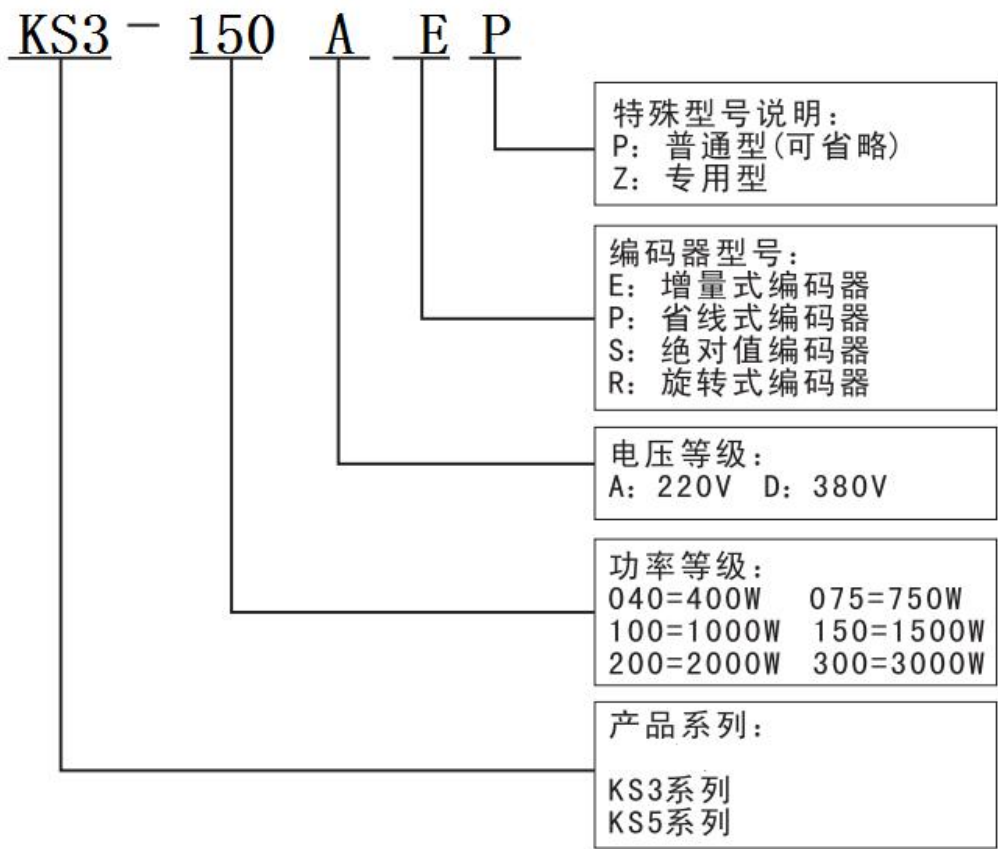 KS3-150 A E P
特殊型号说明：
P：普通型(可省略)
Z：专用型
编码器型号：
E：增量式编码器
P：省线式编码器
S：绝对值编码器
R：旋转式编码器
电压等级：
A：220V D：380V
功率等级：
040=400W 075=750W
100=1000W 150=1500W
200=2000W 300=3000W
产品系列：
KS3系列
KS5系列